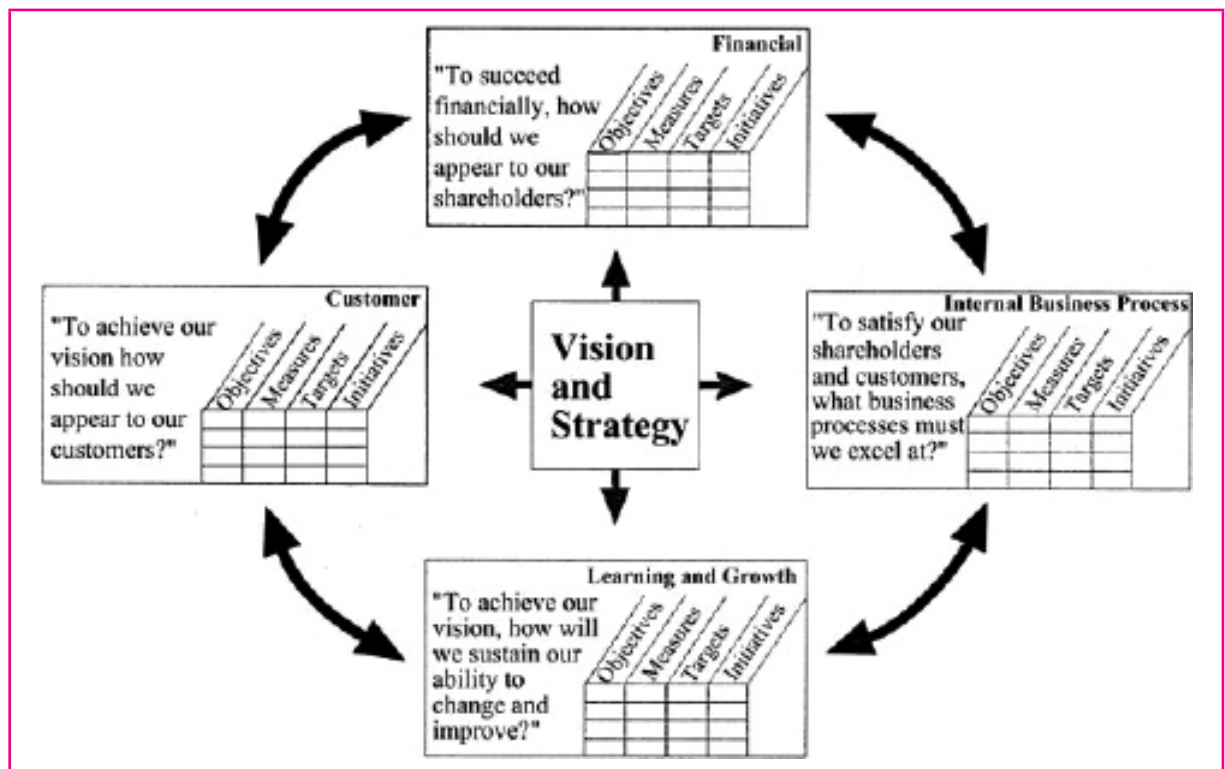 Financial
"To succeed
financially, how
should we
appear to our
shareholders?"
Objectives
Measures
Targets
Initiatives
Customer
"To achieve our
vision how
should we
appear to our
customers?"
Objectives
Measures
Targets
Initiatives
Vision
and
Strategy
Internal Business Process
"To satisfy our
shareholders
and customers,
what business
processes must
we excel at?"
Objectives
Measures
Targets
Initiatives
Learning and Growth
"To achieve our
vision, how will
we sustain our
ability to
change and
improve?"
Objectives
Measures
Targets
Initiatives